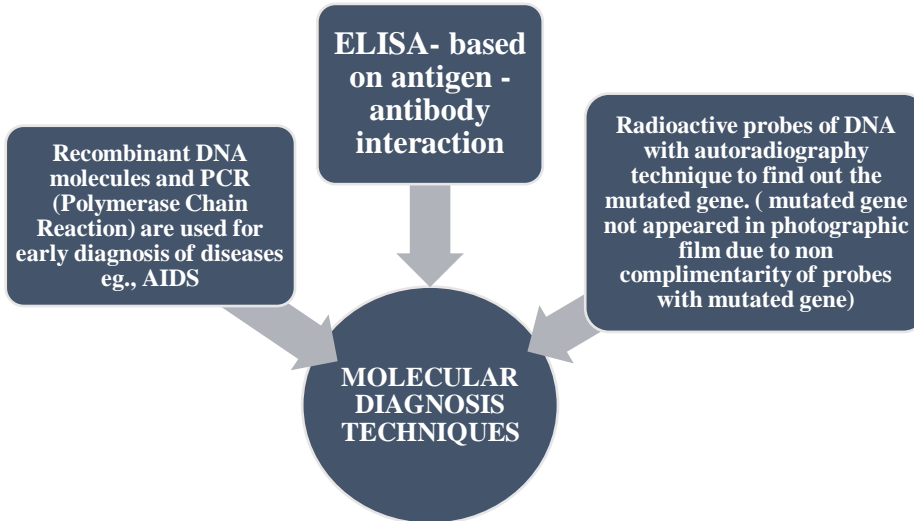 Recombinant DNA
molecules and PCR
(Polymerase Chain
Reaction) are used for
early diagnosis of diseases
eg., AIDS
ELISA- based
on antigen -
antibody
interaction
Radioactive probes of DNA
with autoradiography
technique to find out the
mutated gene. ( mutated gene
not appeared in photographic
film due to non
complimentarity of probes
with mutated gene)
MOLECULAR
DIAGNOSIS
TECHNIQUES